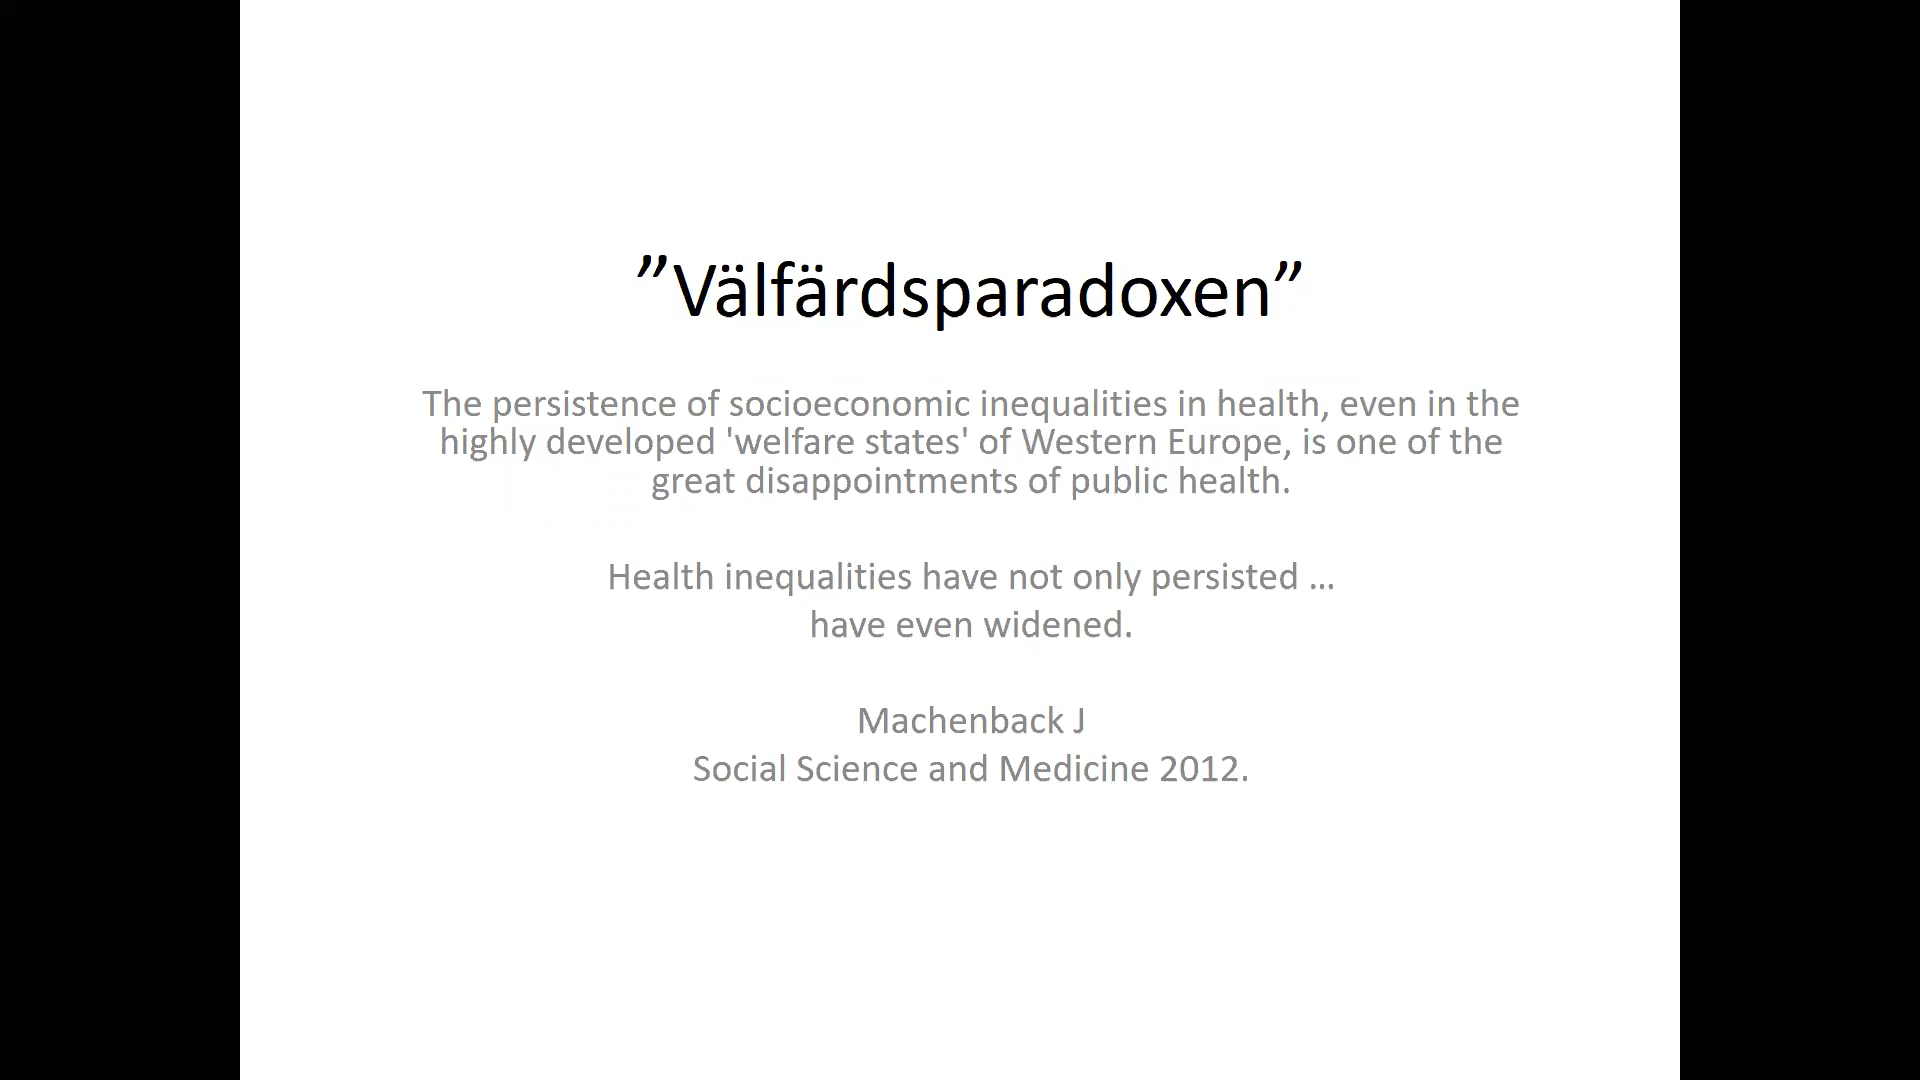 ”Välfärdsparadoxen”
The persistence of socioeconomic inequalities in health, even in the
highly developed 'welfare states' of Western Europe, is one of the
great disappointments of public health.
Health inequalities have not only persisted …
have even widened.
Machenback J
Social Science and Medicine 2012.